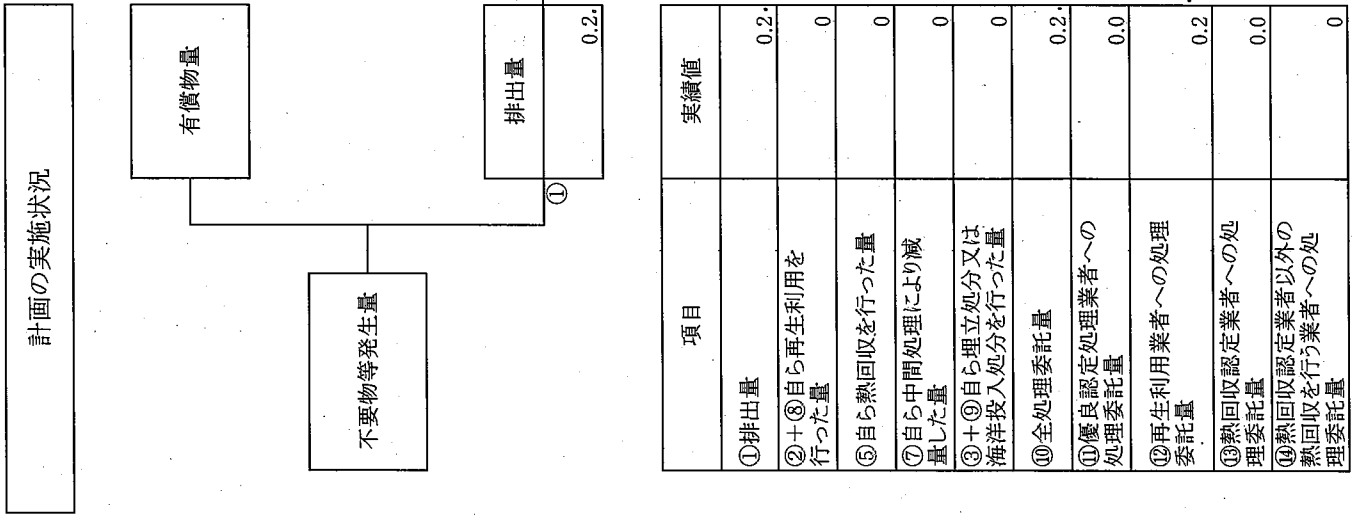 計画の実施状況
有償物量
不要物等発生量
排出量
①
0.2.
項目
実績値
①排出量
0.2.
②+⑧自ら再生利用を
行った量
0
⑤自ら熱回収を行った量
0
⑦自ら中間処理により減
量した量
0
③+⑨自ら埋立処分又は
海洋投入処分を行った量
0
⑩全処理委託量
0.2.
⑪優良認定処理業者への
処理委託量
0.0
⑫再生利用業者への処理
委託量
0.2
⑬熱回収認定業者への処
理委託量
0.0
⑭熱回収認定業者以外の
熱回収を行う業者への処
理委託量
0